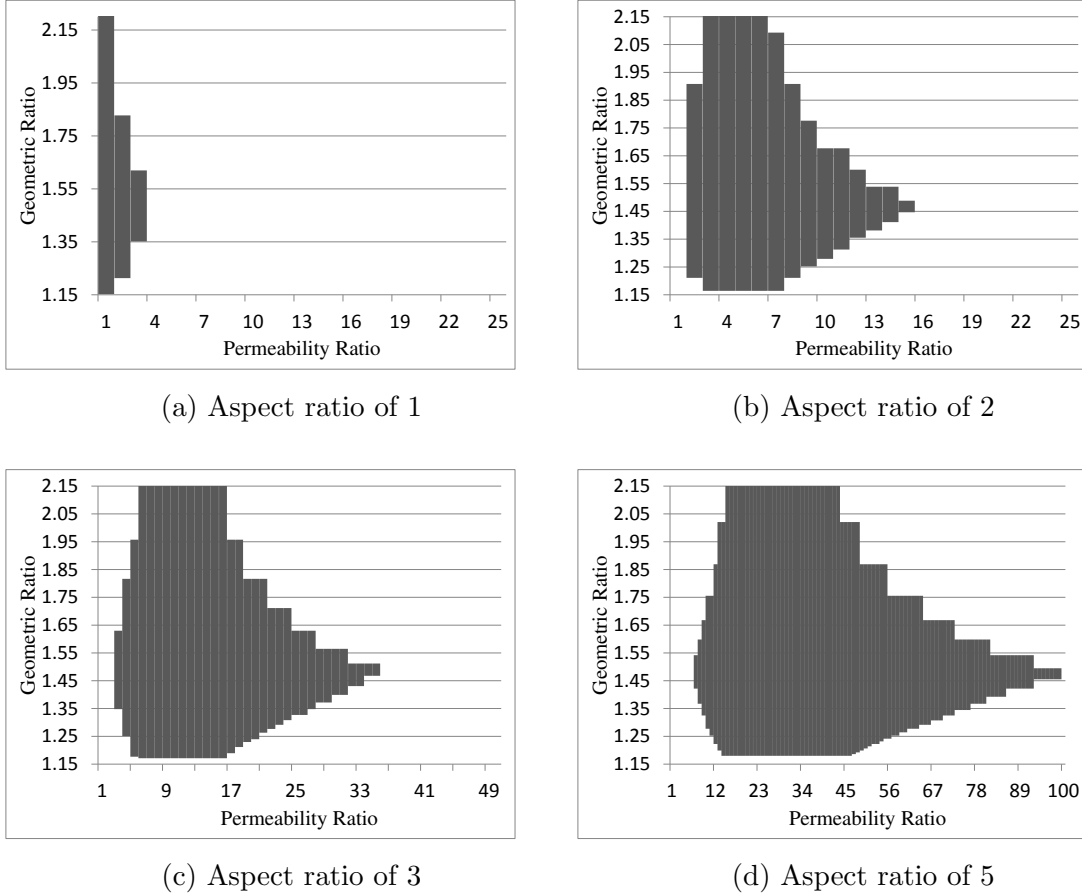 2.15
1.95
1.75
1.55
1.35
1.15
Geometric Ratio
1 4 7 10 13 16 19 22 25
Permeability Ratio
(a) Aspect ratio of 1
2.15
2.05
1.95
1.85
1.75
1.65
1.55
1.45
1.35
1.25
1.15
Geometric Ratio
1 4 7 10 13 16 19 22 25
Permeability Ratio
(b) Aspect ratio of 2
2.15
2.05
1.95
1.85
1.75
1.65
1.55
1.45
1.35
1.25
1.15
Geometric Ratio
1 9 17 25 33 41 49
Permeability Ratio
(c) Aspect ratio of 3
2.15
2.05
1.95
1.85
1.75
1.65
1.55
1.45
1.35
1.25
1.15
Geometric Ratio
1 12 23 34 45 56 67 78 89 100
Permeability Ratio
(d) Aspect ratio of 5